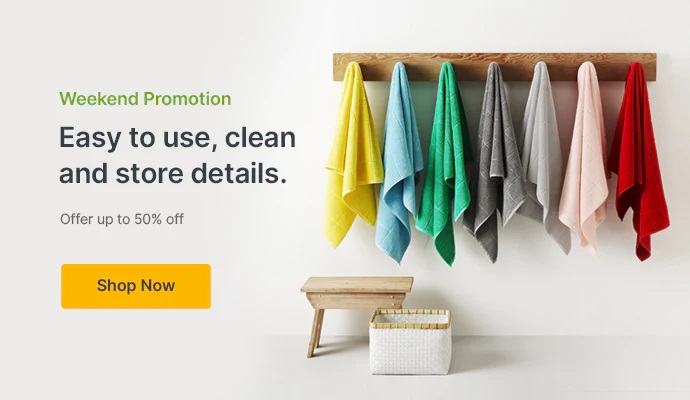 Weekend Promotion
Easy to use, clean
and store details.
Offer up to 50% off
Shop Now